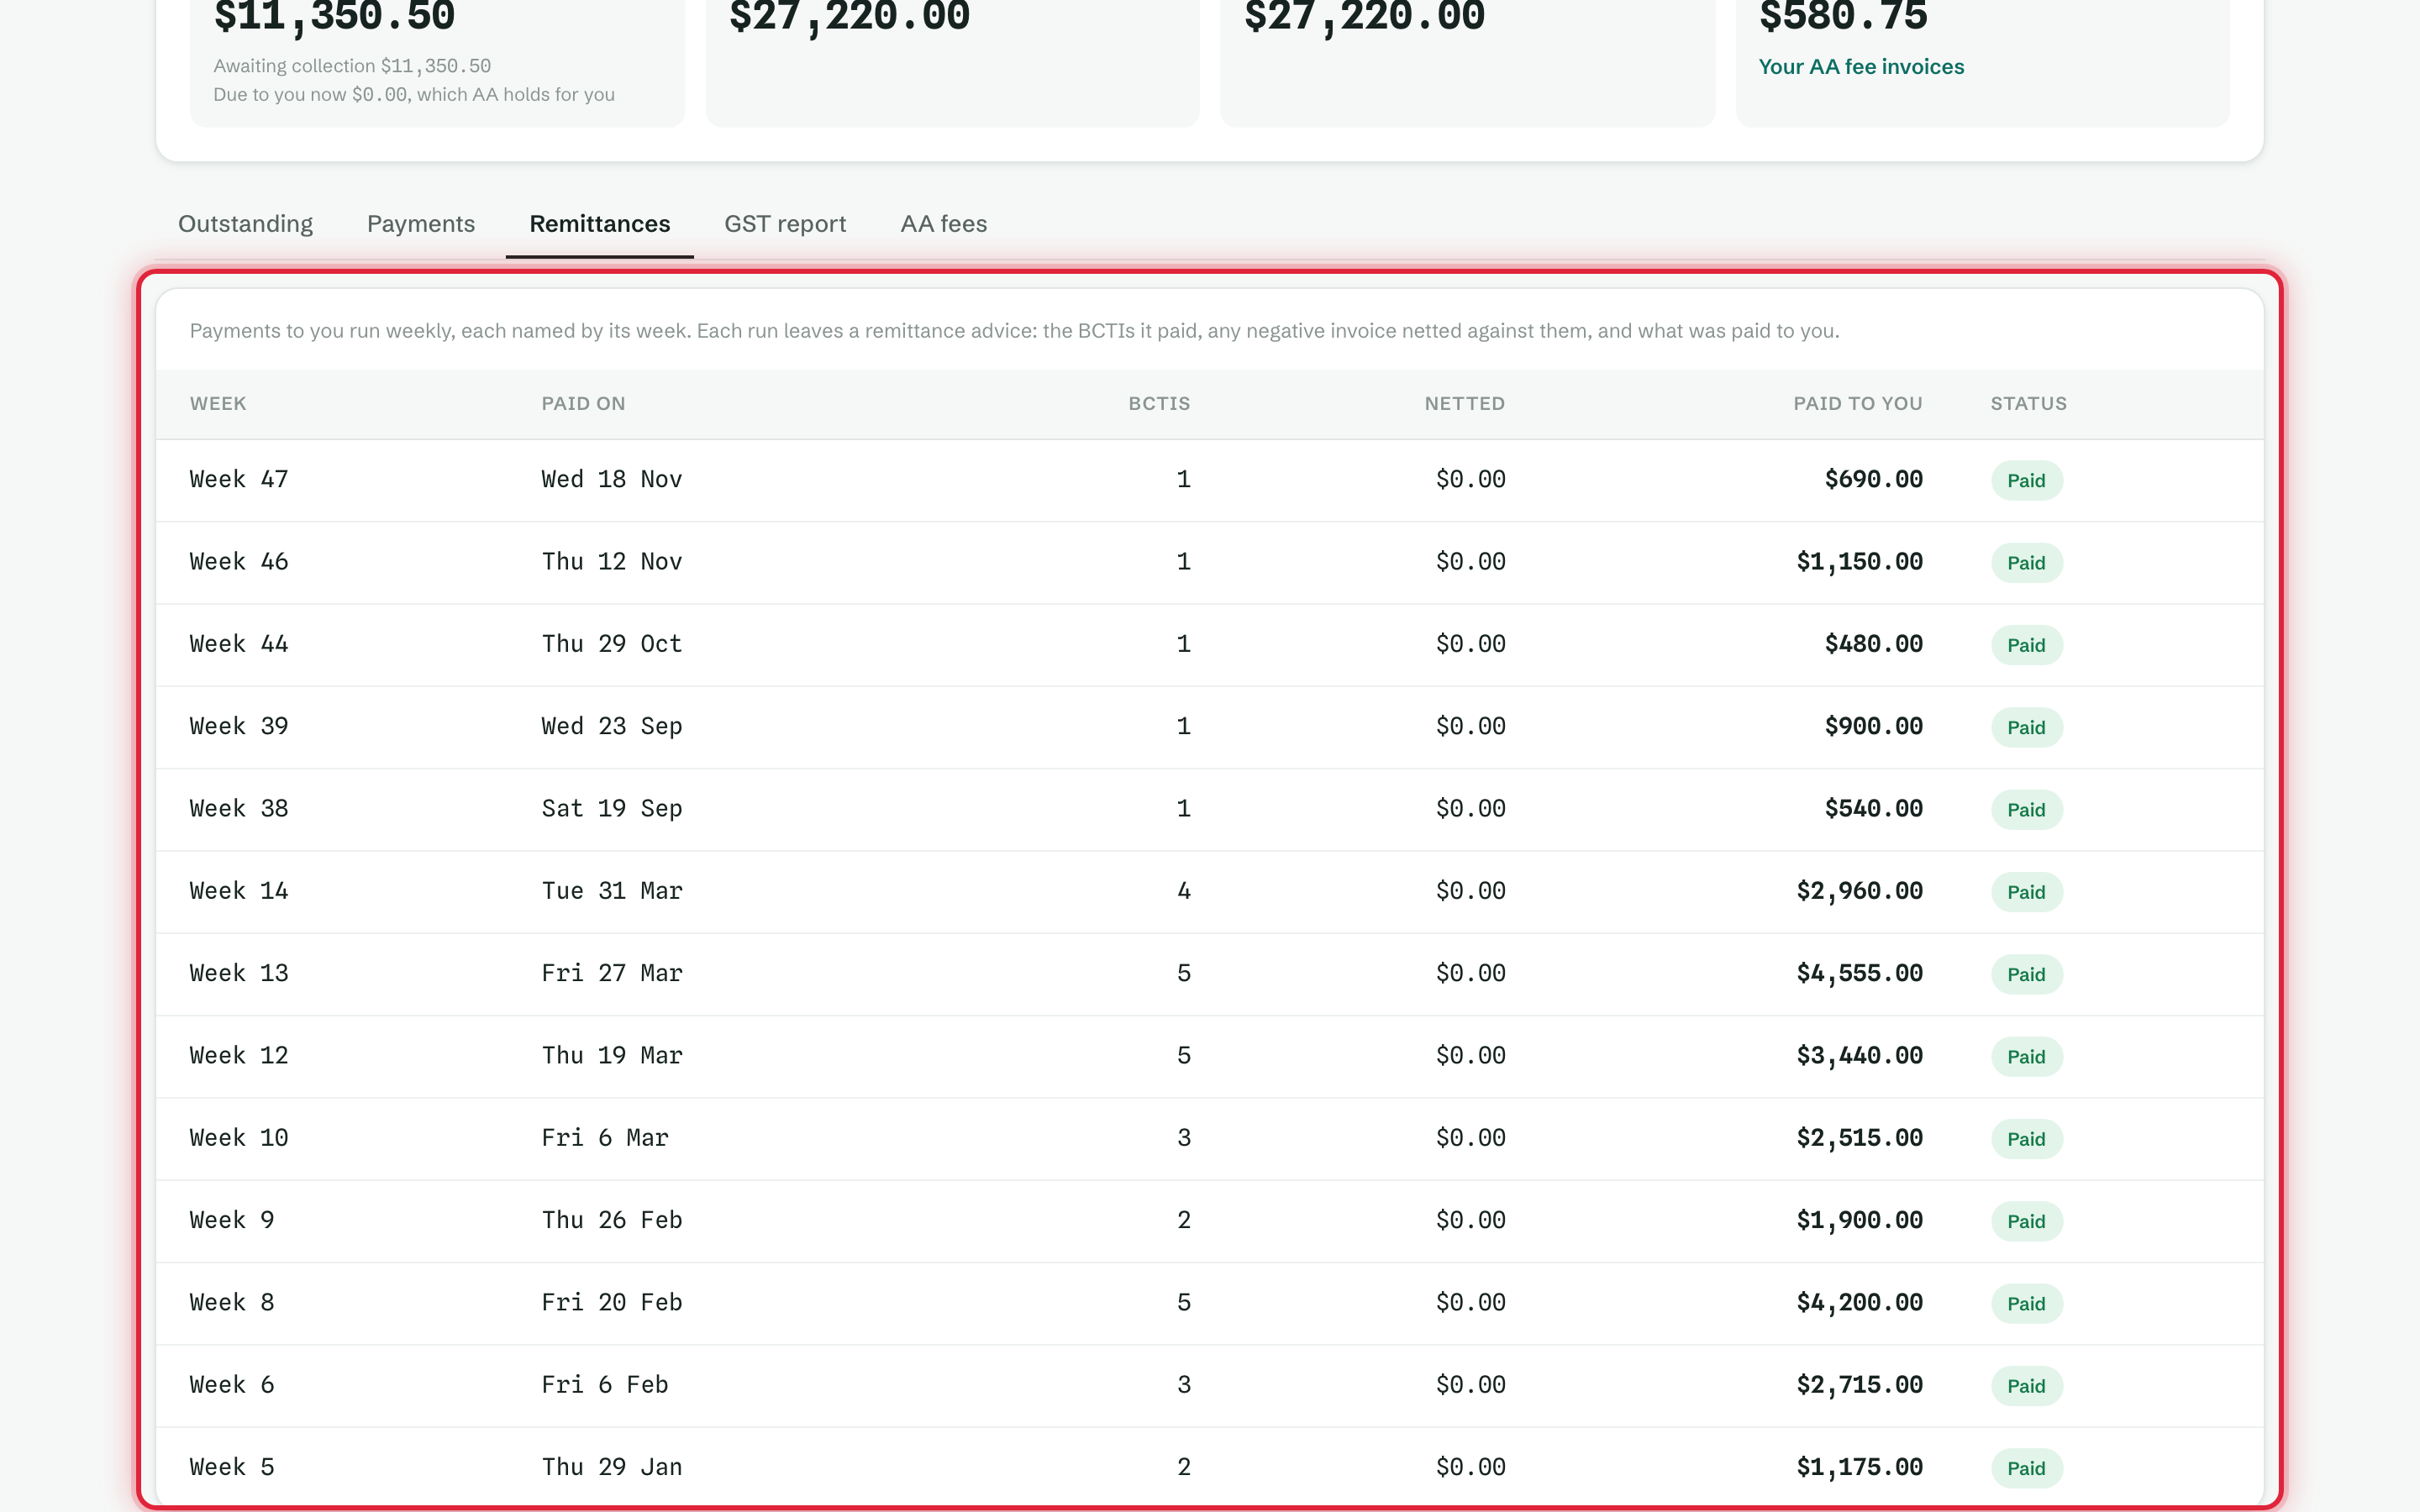 $11,350.50 $27,220.00 $27,220.00 $580.75
Awaiting collection $11,350.50 Your AA fee invoices
Due to you now $0.00, which AA holds for you
Outstanding Payments Remittances GST report AA fees
Payments to you run weekly, each named by its week. Each run leaves a remittance advice: the BCTIs it paid, any negative invoice netted against them, and what was paid to you.
WEEK PAID ON BCTIS NETTED PAID TO YOU STATUS
Week 47 Wed 18 Nov 1 $0.00 $690.00 Paid
Week 46 Thu 12 Nov 1 $0.00 $1,150.00 Paid
Week 44 Thu 29 Oct 1 $0.00 $480.00 Paid
Week 39 Wed 23 Sep 1 $0.00 $900.00 Paid
Week 38 Sat 19 Sep 1 $0.00 $540.00 Paid
Week 14 Tue 31 Mar 4 $0.00 $2,960.00 Paid
Week 13 Fri 27 Mar 5 $0.00 $4,555.00 Paid
Week 12 Thu 19 Mar 5 $0.00 $3,440.00 Paid
Week 10 Fri 6 Mar 3 $0.00 $2,515.00 Paid
Week 9 Thu 26 Feb 2 $0.00 $1,900.00 Paid
Week 8 Fri 20 Feb 5 $0.00 $4,200.00 Paid
Week 6 Fri 6 Feb 3 $0.00 $2,715.00 Paid
Week 5 Thu 29 Jan 2 $0.00 $1,175.00 Paid